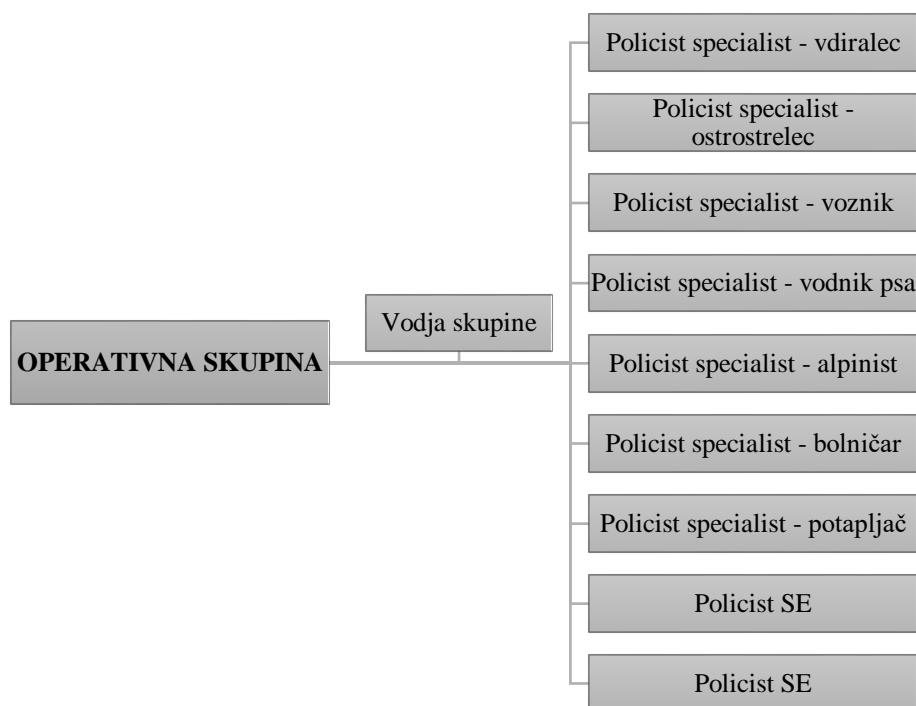 Policist specialist - vdiralec
Policist specialist -
ostrostrelec
Policist specialist - voznik
Policist specialist - vodnik psa
Vodja skupine
OPERATIVNA SKUPINA
Policist specialist - alpinist
Policist specialist - bolničar
Policist specialist - potapljač
Policist SE
Policist SE